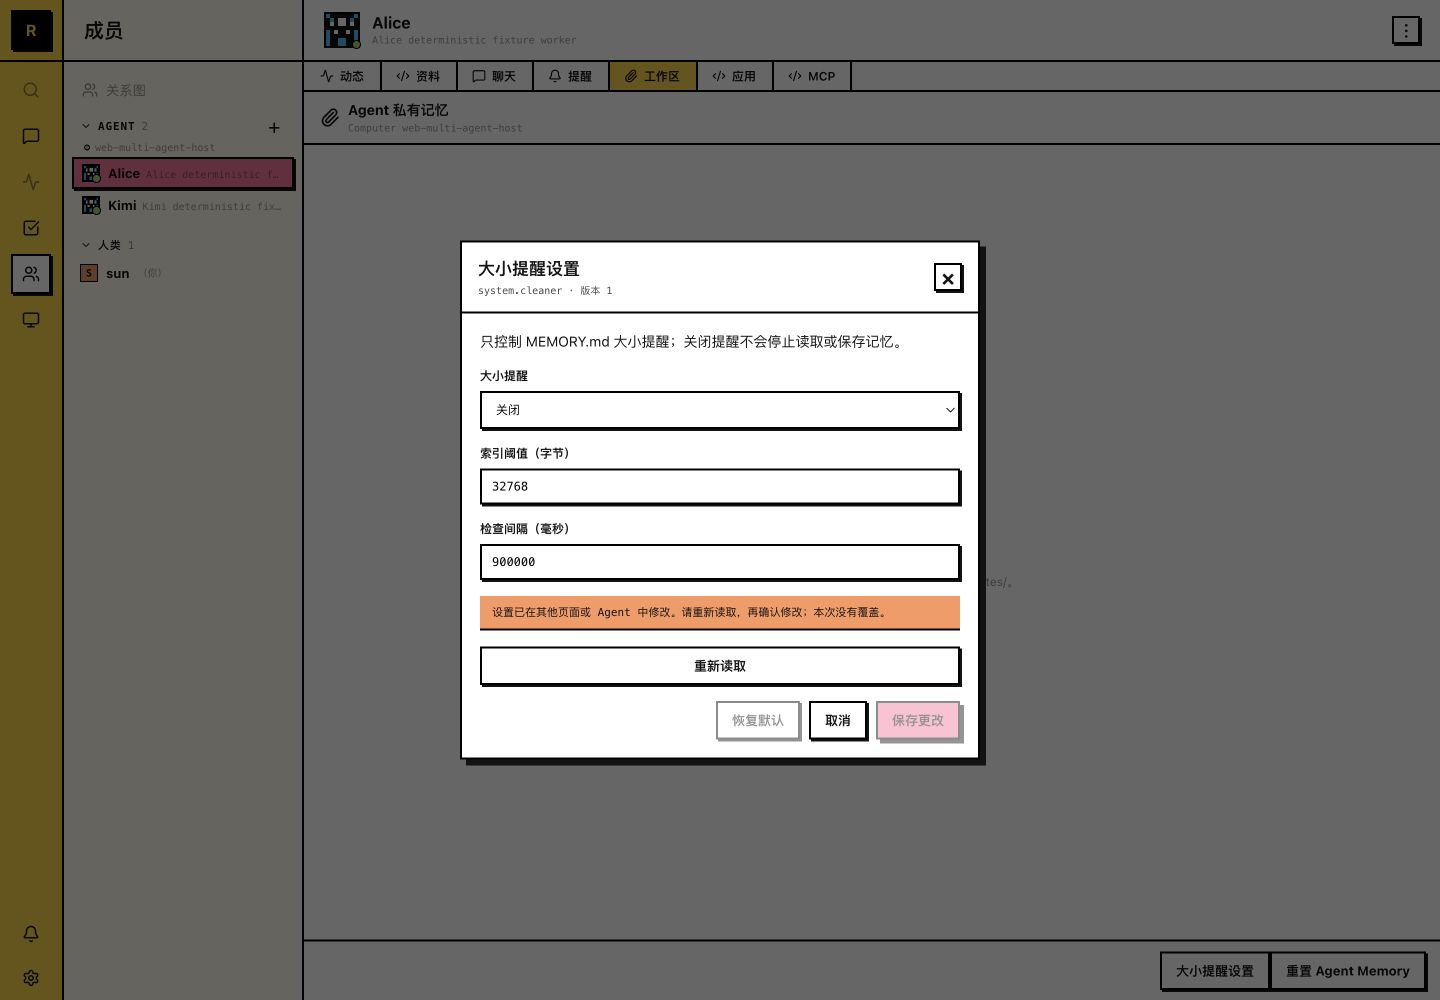 R
成员
Alice
Alice deterministic fixture worker
关系图
动态
资料
聊天
提醒
工作区
应用
MCP
AGENT 2
web-multi-agent-host
Agent 私有记忆
Computer web-multi-agent-host
Alice Alice deterministic f…
Kimi Kimi deterministic fix…
人类 1
S sun （你）
大小提醒设置
system.cleaner · 版本 1
只控制 MEMORY.md 大小提醒；关闭提醒不会停止读取或保存记忆。
大小提醒
关闭
索引阈值（字节）
32768
检查间隔（毫秒）
900000
tes/。
设置已在其他页面或 Agent 中修改。请重新读取，再确认修改；本次没有覆盖。
重新读取
恢复默认
取消
保存更改
大小提醒设置
重置 Agent Memory